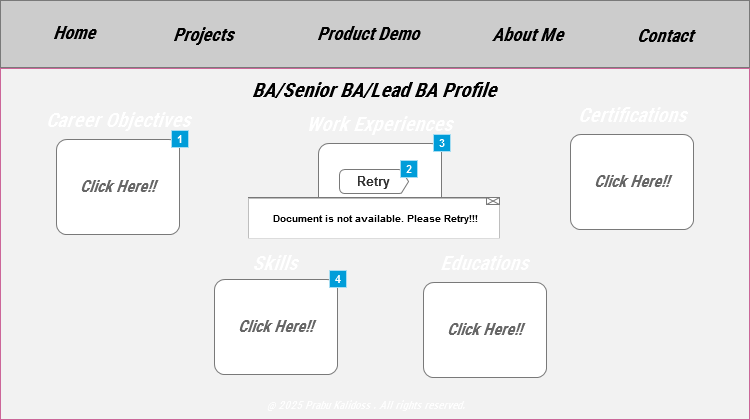 Home
Projects
Product Demo
About Me
Contact
BA/Senior BA/Lead BA Profile
Career Objectives
Work Experiences
Certifications
1
3
Click Here!!
2
Retry
Click Here!!
Document is not available. Please Retry!!!
Skills
Educations
4
Click Here!!
Click Here!!
@ 2025 Prabu Kalidoss . All rights reserved.